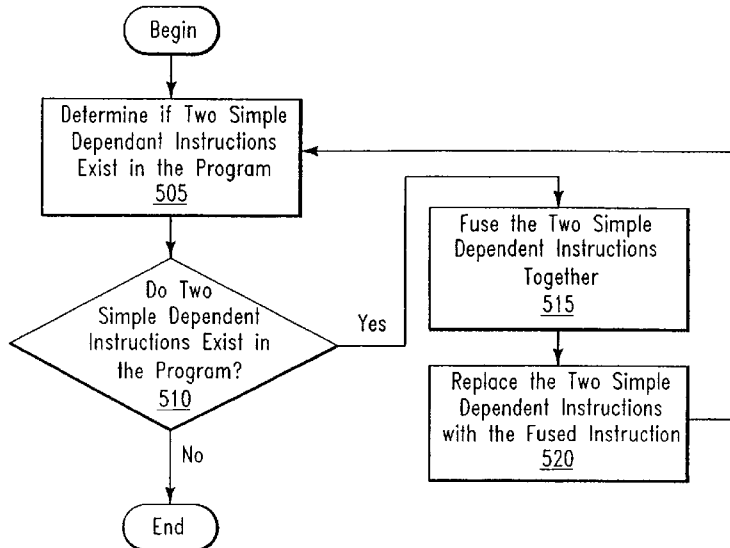 Begin
Determine if Two Simple
Dependant Instructions
Exist in the Program
505
Do Two
Simple Dependent
Instructions Exist in
the Program?
510
Yes
No
End
Fuse the Two Simple
Dependent Instructions
Together
515
Replace the Two Simple
Dependent Instructions
with the Fused Instruction
520